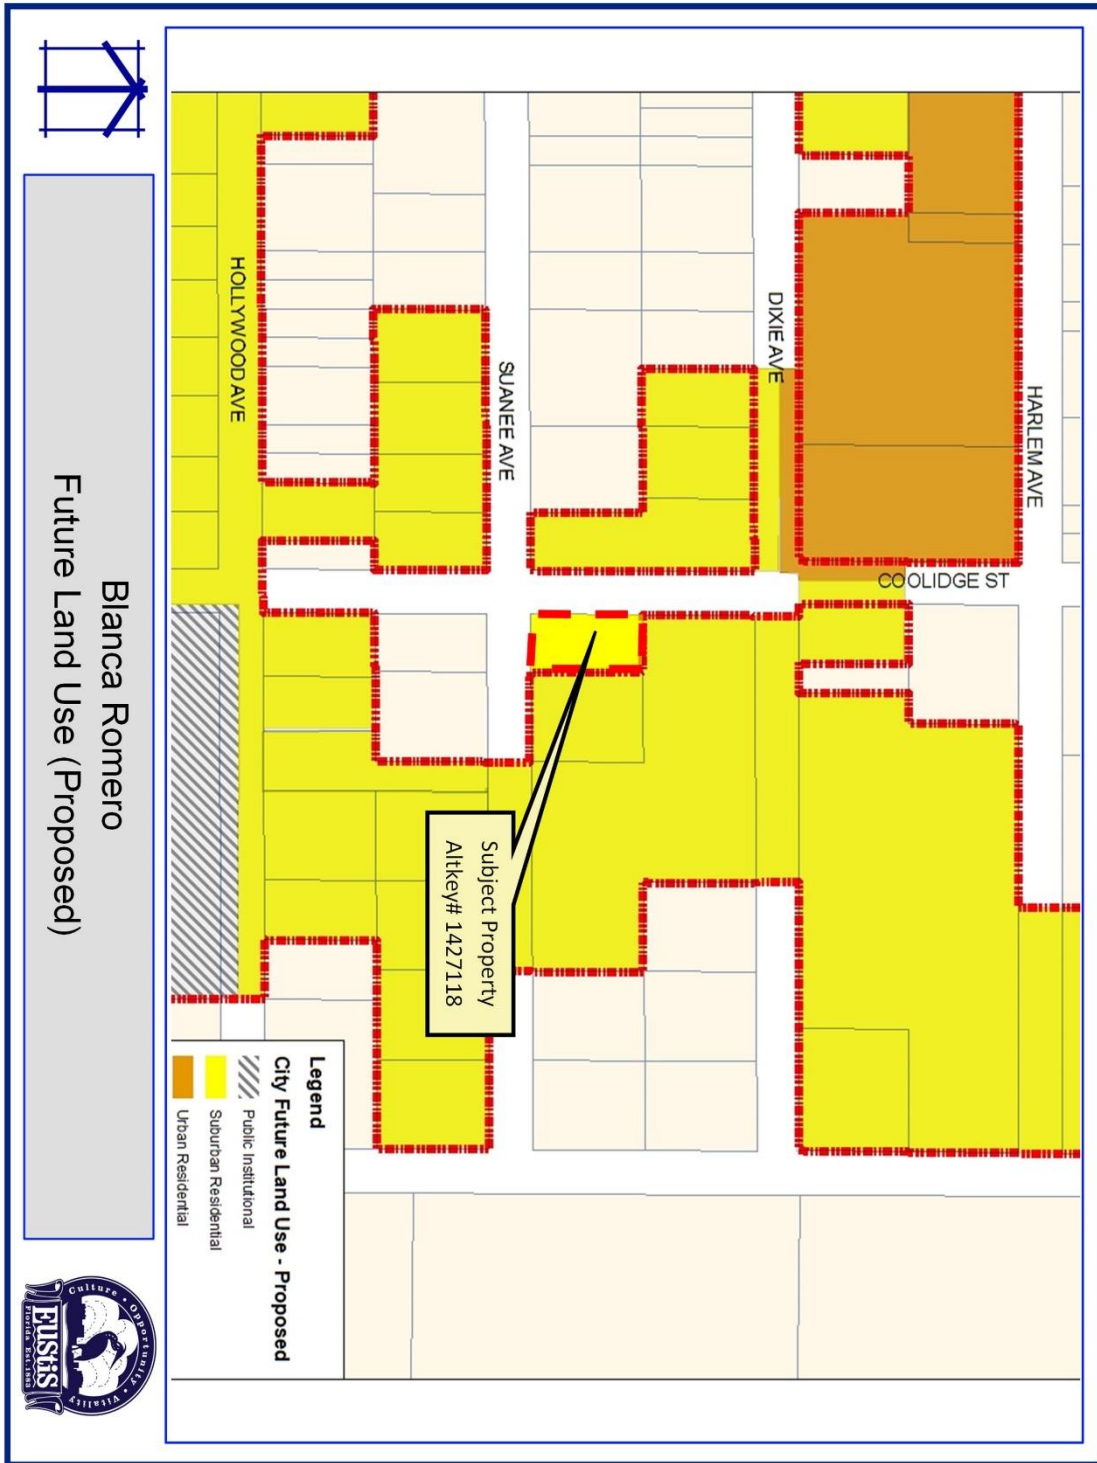 HARLEM AVE
COOLIDGE ST
DIXIE AVE
SUANEE AVE
HOLLYWOOD AVE
Subject Property
Altkey# 1427118
Legend
City Future Land Use - Proposed
Public Institutional
Suburban Residential
Urban Residential
Blanca Romero
Future Land Use (Proposed)
Culture • Opportunity • Vitality
EUSTIS
Florida Est. 1883